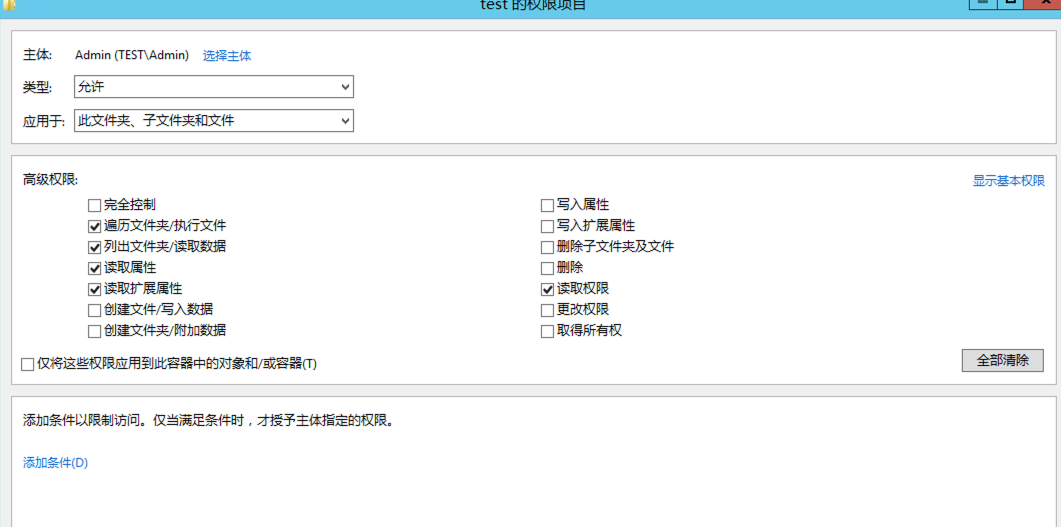 test 的权限项目
主体: Admin (TEST\Admin) 选择主体
类型: 允许
应用于: 此文件夹、子文件夹和文件
高级权限: 显示基本权限
完全控制 写入属性
遍历文件夹/执行文件 写入扩展属性
列出文件夹/读取数据 删除子文件夹及文件
读取属性 删除
读取扩展属性 读取权限
创建文件/写入数据 更改权限
创建文件夹/附加数据 取得所有权
仅将这些权限应用到此容器中的对象和/或容器(T) 全部清除
添加条件以限制访问。仅当满足条件时，才授予主体指定的权限。
添加条件(D)